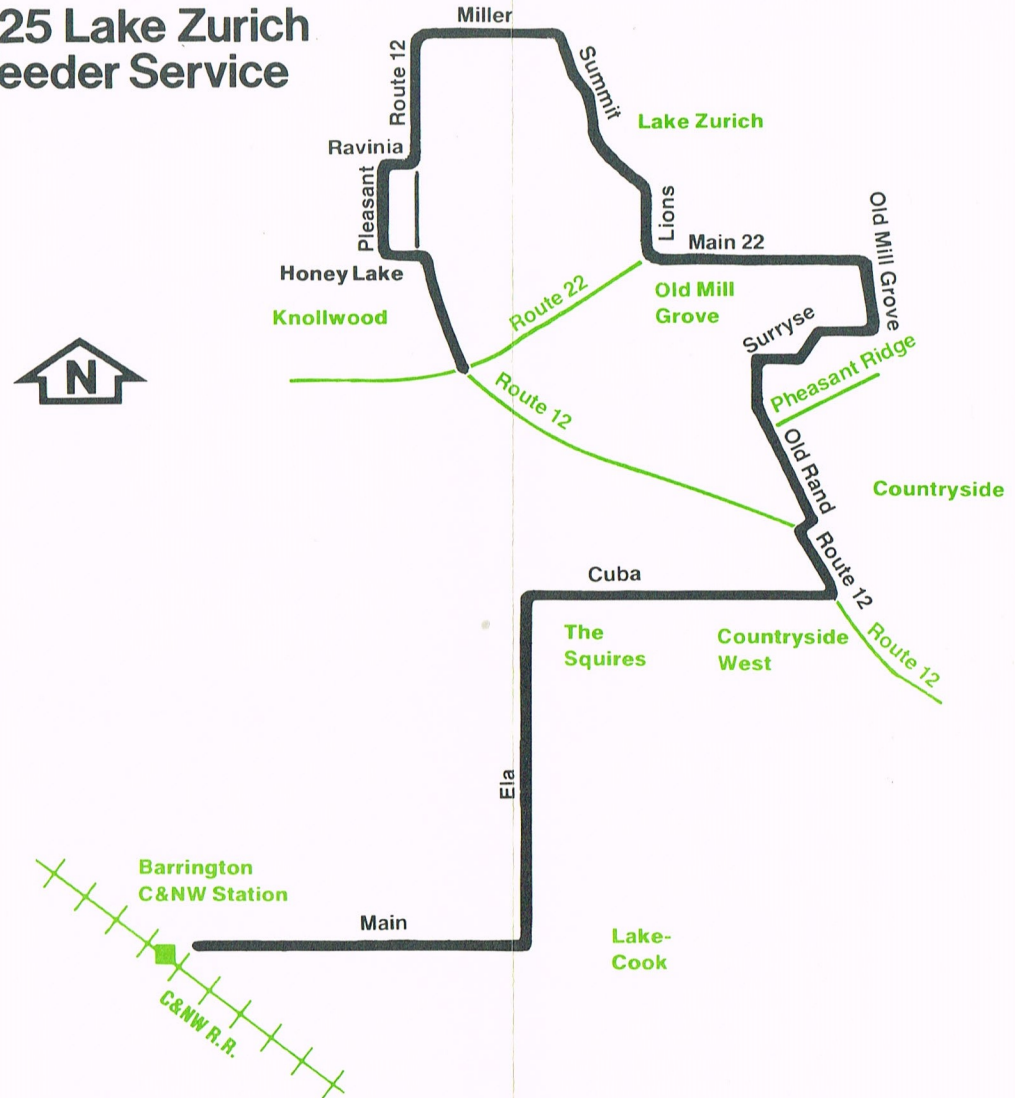 25 Lake Zurich
eeder Service
Miller
Route 12
Summit
Lake Zurich
Ravinia
Pleasant
Lions
Old Mill Grove
Main 22
Honey Lake
Knollwood
Route 22
Old Mill
Grove
Surryse
Pheasant Ridge
N
Route 12
Old Rand
Countryside
Route 12
Cuba
The
Squires
Countryside
West
Route 12
Ela
Barrington
C&NW Station
Main
Lake-
Cook
C&NW R.R.